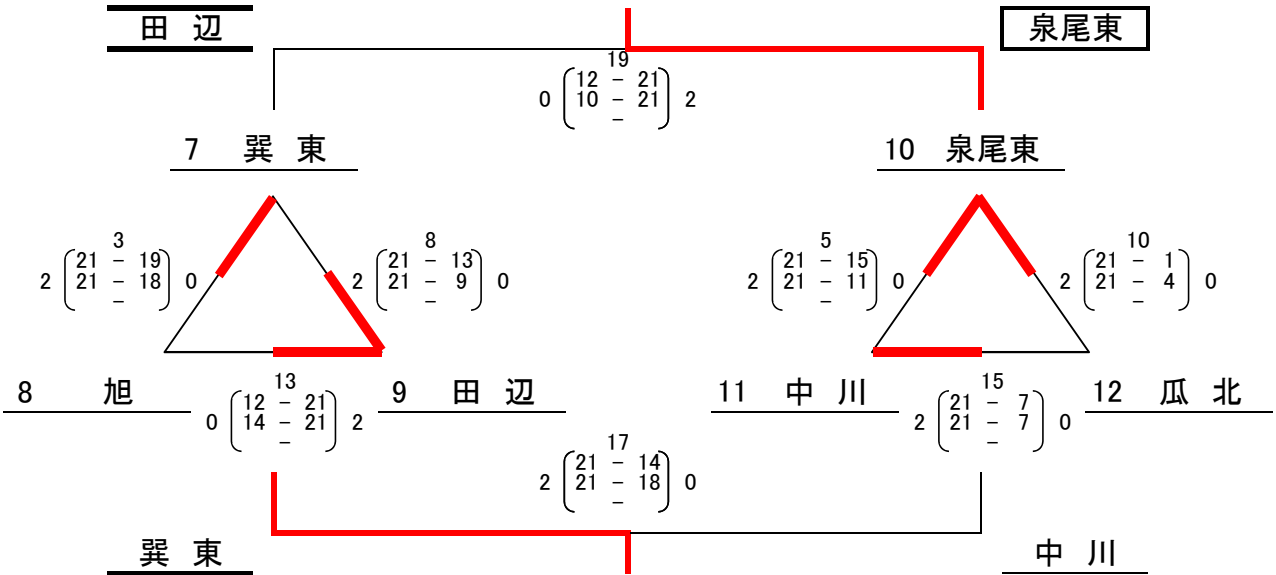 田 辺
泉尾東
19
0 12 − 21 2
10 − 21
−
7 巽 東
10 泉尾東
3
2 21 − 19 0
21 − 18
−
8
2 21 − 13 0
21 − 9
−
5
2 21 − 15 0
21 − 11
−
10
2 21 − 1 0
21 − 4
−
8 旭
13
0 12 − 21 2
14 − 21
−
9 田 辺
11 中 川
15
2 21 − 7 0
21 − 7
−
12 瓜 北
17
2 21 − 14 0
21 − 18
−
巽 東
中 川